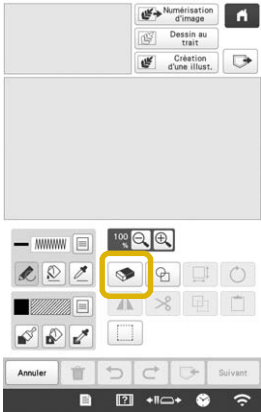 Numérisation
d'image
Dessin au
trait
Création
d'une illust.
100
%
Annuler
Suivant